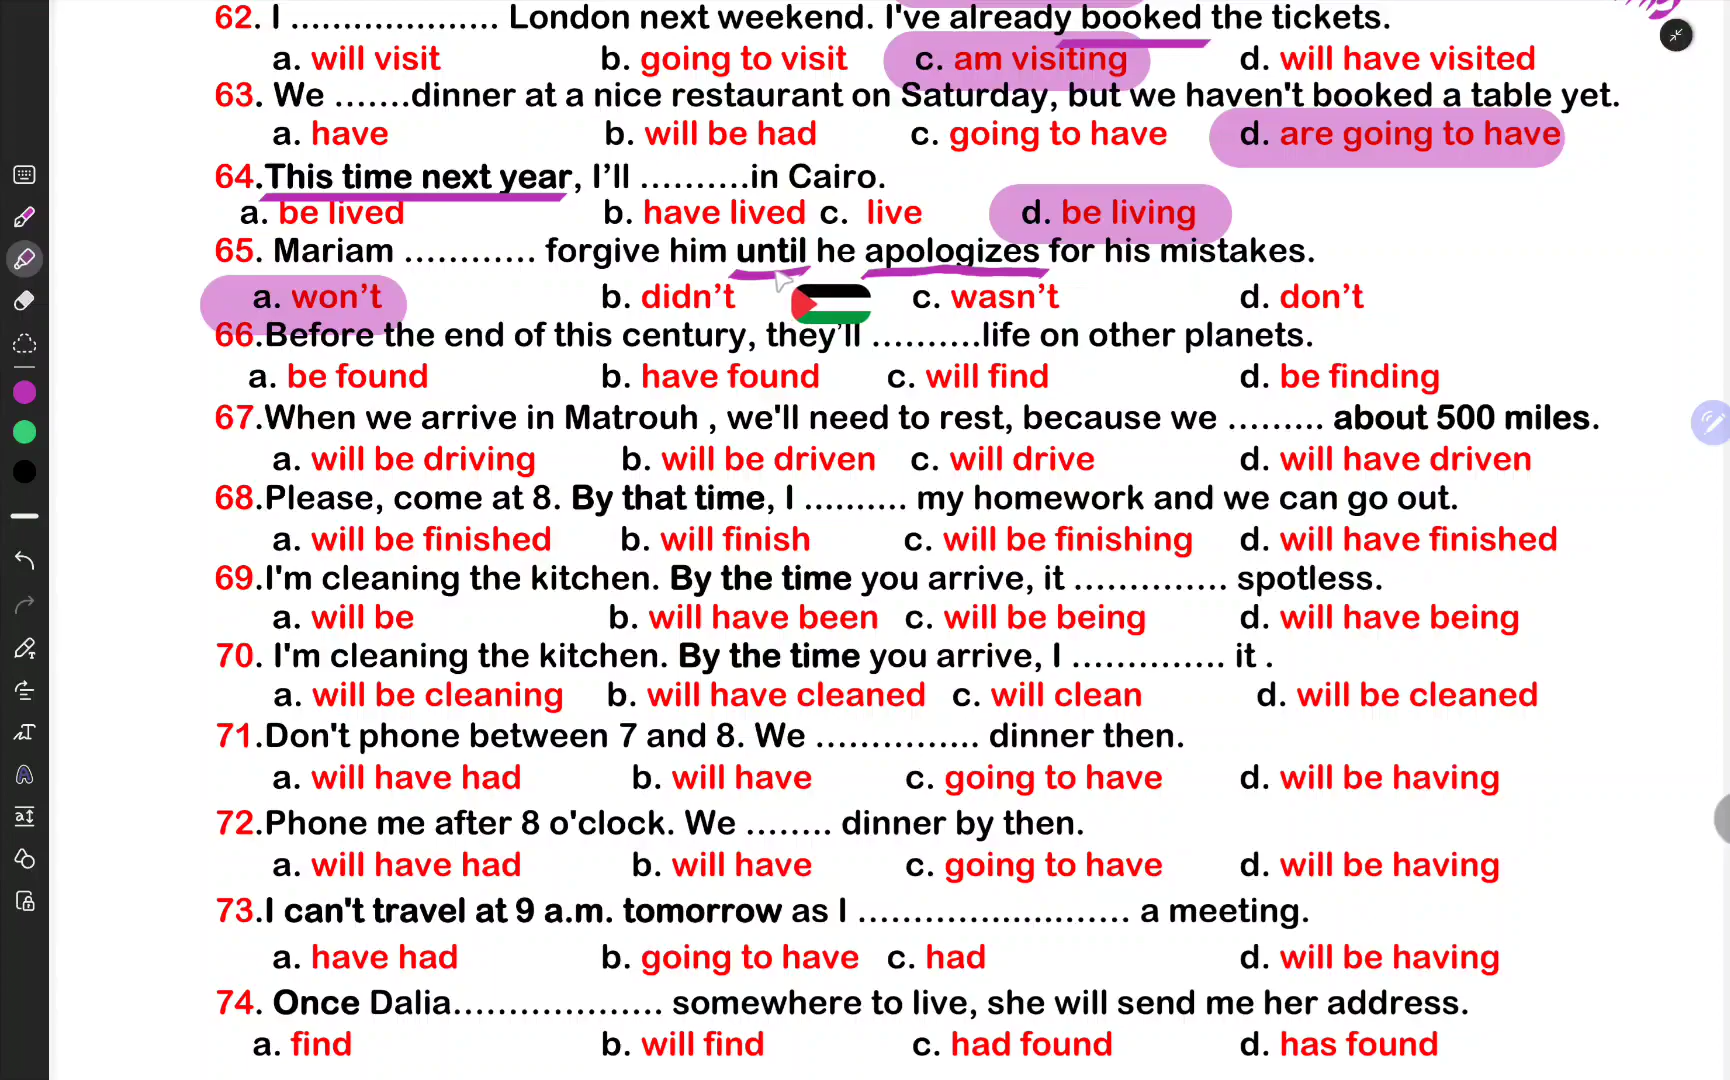 62. I .................... London next weekend. I've already booked the tickets.
a. will visit b. going to visit c. am visiting d. will have visited
63. We .......dinner at a nice restaurant on Saturday, but we haven't booked a table yet.
a. have b. will be had c. going to have d. are going to have
64.This time next year, I’ll ..........in Cairo.
a. be lived b. have lived c. live d. be living
65. Mariam ............ forgive him until he apologizes for his mistakes.
a. won’t b. didn’t c. wasn’t d. don’t
66.Before the end of this century, they’ll ..........life on other planets.
a. be found b. have found c. will find d. be finding
67.When we arrive in Matrouh , we'll need to rest, because we ......... about 500 miles.
a. will be driving b. will be driven c. will drive d. will have driven
68.Please, come at 8. By that time, I .......... my homework and we can go out.
a. will be finished b. will finish c. will be finishing d. will have finished
69.I'm cleaning the kitchen. By the time you arrive, it .............. spotless.
a. will be b. will have been c. will be being d. will have being
70. I'm cleaning the kitchen. By the time you arrive, I .............. it .
a. will be cleaning b. will have cleaned c. will clean d. will be cleaned
71.Don't phone between 7 and 8. We ............... dinner then.
a. will have had b. will have c. going to have d. will be having
72.Phone me after 8 o'clock. We ........ dinner by then.
a. will have had b. will have c. going to have d. will be having
73.I can't travel at 9 a.m. tomorrow as I .......................... a meeting.
a. have had b. going to have c. had d. will be having
74. Once Dalia.................... somewhere to live, she will send me her address.
a. find b. will find c. had found d. has found